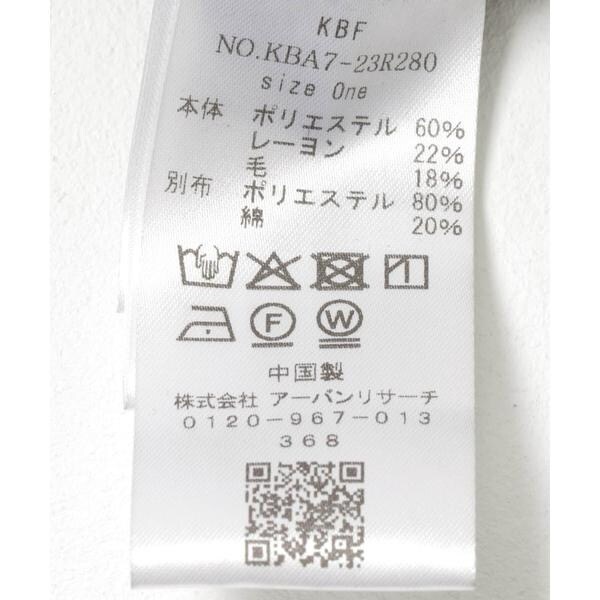 KBF
NO.KBA7-23R280
size One
本体 ポリエステル 60%
レーヨン 22%
毛 18%
別布 ポリエステル 80%
綿 20%
F W
中国製
株式会社 アーバンリサーチ
0120-967-013
368